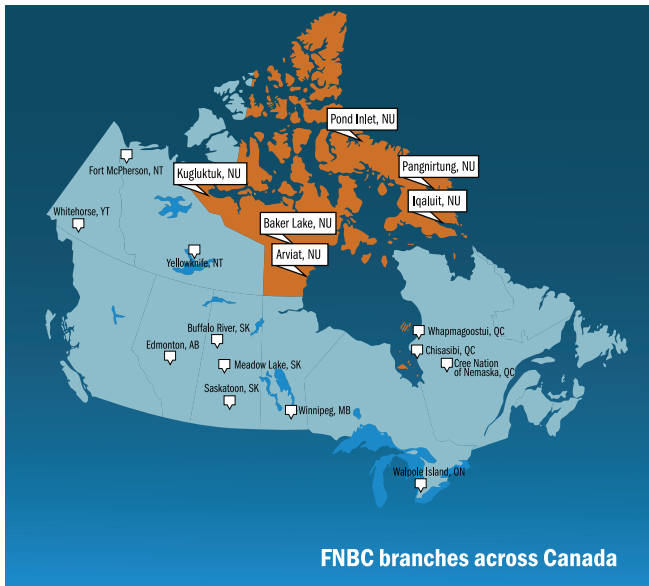 Pond Inlet, NU
Fort McPherson, NT
Kugluktuk, NU
Pangnirtung, NU
Iqaluit, NU
Whitehorse, YT
Baker Lake, NU
Arviat, NU
Yellowknife, NT
Buffalo River, SK
Whapmagoostui, QC
Edmonton, AB
Chisasibi, QC
Meadow Lake, SK
Cree Nation
of Nemaska, QC
Saskatoon, SK
Winnipeg, MB
Walpole Island, ON
FNBC branches across Canada